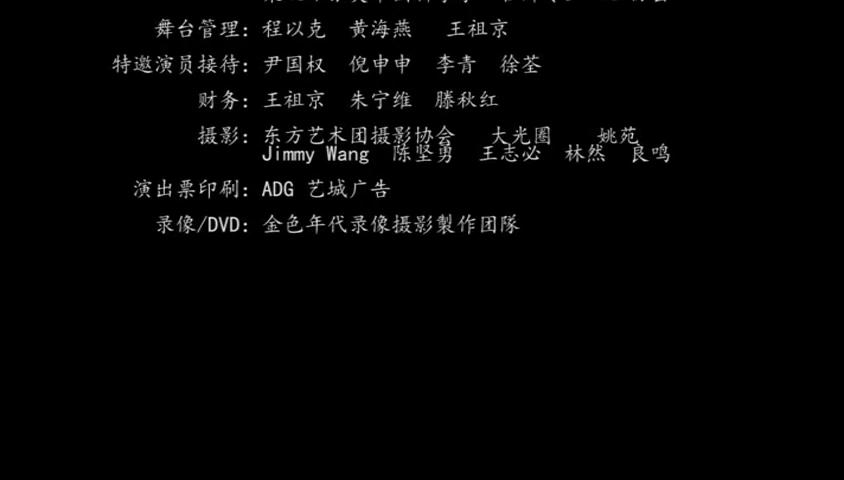 舞台管理：程以克 黄海燕 王祖京
特邀演员接待：尹国权 倪申申 李青 徐荃
财务：王祖京 朱宁维 滕秋红
摄影：东方艺术团摄影协会 大光圈 姚苑
Jimmy Wang 陈坚勇 王志必 林然 艮鸣
演出票印刷：ADG 艺城广告
录像/DVD：金色年代录像摄影製作团隊